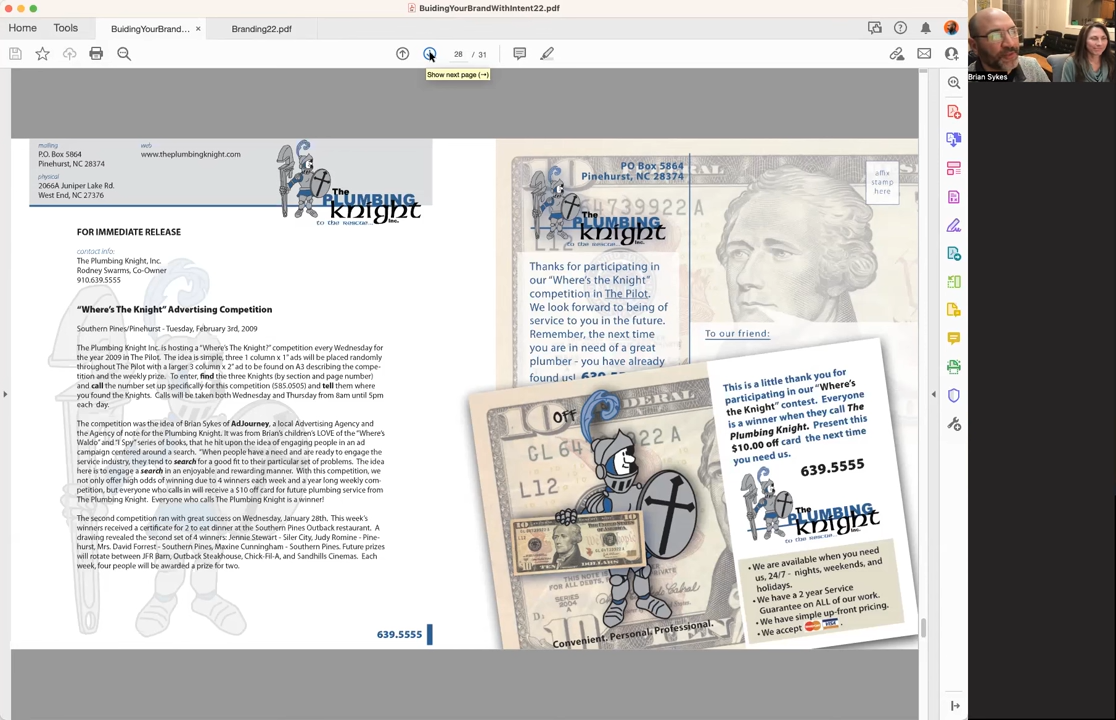 BuidingYourBrandWithIntent22.pdf
Home
Tools
BuidingYourBrandWithIntent22.p...
×
Branding22.pdf
28 / 31
Show next page (→)
Brian Sykes
mailing
P.O. Box 5864
Pinehurst, NC 28374
web
www.theplumbingknight.com
physical
2066A Juniper Lake Rd.
West End, NC 27376
The
PLUMBING
Knight
to the rescue...
Inc.
FOR IMMEDIATE RELEASE
contact info:
The Plumbing Knight, Inc.
Rodney Swarms, Co-Owner
910.639.5555
“Where’s The Knight” Advertising Competition
Southern Pines/Pinehurst - Tuesday, February 3rd, 2009
The Plumbing Knight Inc. is hosting a “Where’s The Knight?” competition every Wednesday for
the year 2009 in The Pilot. The idea is simple, three 1 column x 1” ads will be placed randomly
throughout The Pilot with a larger 3 column x 2” ad to be found on A3 describing the compe-
tition and the weekly prize. To enter, find the three Knights (by section and page number)
and call the number set up specifically for this competition (585.0505) and tell them where
you found the Knights. Calls will be taken both Wednesday and Thursday from 8am until 5pm
each day.
The competition was the idea of Brian Sykes of AdJourney, a local Advertising Agency and
the Agency of note for the Plumbing Knight. It was from Brian’s children’s LOVE of the “Where’s
Waldo” and “I Spy” series of books, that he hit upon the idea of engaging people in an ad
campaign centered around a search. “When people have a need and are ready to engage the
service industry, they tend to search for a good fit to their particular set of problems. The idea
here is to engage a search in an enjoyable and rewarding manner. With this competition, we
not only offer high odds of winning due to 4 winners each week and a year long weekly com-
petition, but everyone who calls in will receive a $10 off card for future plumbing service from
The Plumbing Knight. Everyone who calls The Plumbing Knight is a winner!
The second competition ran with great success on Wednesday, January 28th. This week’s
winners received a certificate for 2 to eat dinner at the Southern Pines Outback restaurant. A
drawing revealed the second set of 4 winners: Jennie Stewart - Siler City, Judy Romine - Pine-
hurst, Mrs. David Forrest - Southern Pines, Maxine Cunningham - Southern Pines. Future prizes
will rotate between JFR Barn, Outback Steakhouse, Chick-Fil-A, and Sandhills Cinemas. Each
week, four people will be awarded a prize for two.
639.5555
PO Box 5864
Pinehurst, NC 28374
affix
stamp
here
The
PLUMBING
Knight
to the rescue...
Inc.
Thanks for participating in
our “Where’s the Knight”
competition in The Pilot.
We look forward to being of
service to you in the future.
Remember, the next time
you are in need of a great
plumber - you have already
found us!
To our friend:
10 Off
GL 64
22 A
L12
SERIES
2004
Convenient. Personal. Professional.
This is a little thank you for
participating in our “Where’s
the Knight” contest. Everyone
is a winner when they call The
Plumbing Knight. Present this
$10.00 off card the next time
you need us.
639.5555
The
PLUMBING
Knight
to the rescue...
Inc.
• We are available when you need
us, 24/7 - nights, weekends, and
holidays.
• We have a 2 year Service
Guarantee on ALL of our work.
• We have simple up-front pricing.
• We accept MasterCard VISA .